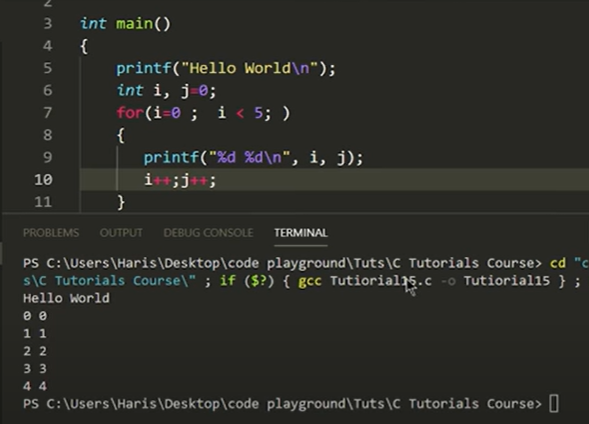 2
3 int main()
4 {
5 printf("Hello World\n");
6 int i, j=0;
7 for(i=0 ; i < 5; )
8 {
9 printf("%d %d\n", i, j);
10 i++;j++;
11 }
PROBLEMS OUTPUT DEBUG CONSOLE TERMINAL
PS C:\Users\Haris\Desktop\code playground\Tuts\C Tutorials Course> cd "c
s\C Tutorials Course\" ; if ($?) { gcc Tutiorial15.c -o Tutiorial15 } ;
Hello World
0 0
1 1
2 2
3 3
4 4
PS C:\Users\Haris\Desktop\code playground\Tuts\C Tutorials Course>